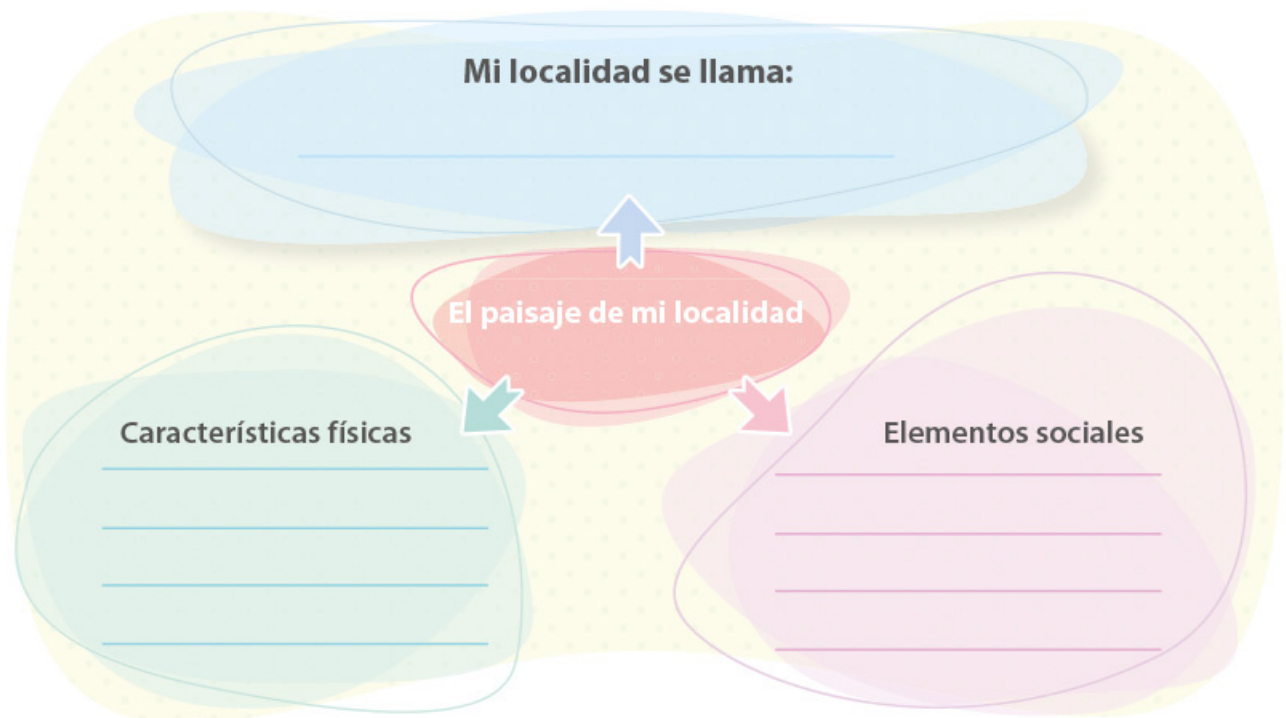 Mi localidad se llama:
El paisaje de mi localidad
Características físicas
Elementos sociales